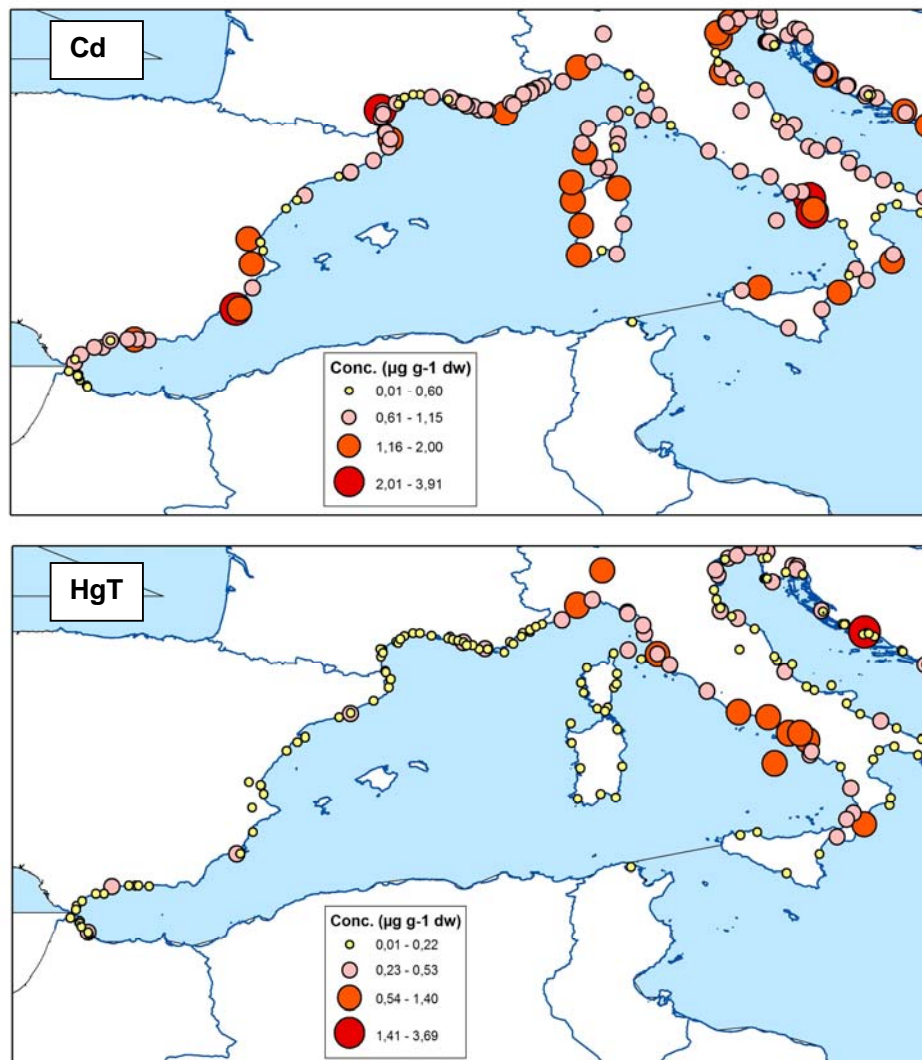 Cd
Conc. (µg g-1 dw)
0,01 - 0,60
0,61 - 1,15
1,16 - 2,00
2,01 - 3,91
HgT
Conc. (µg g-1 dw)
0,01 - 0,22
0,23 - 0,53
0,54 - 1,40
1,41 - 3,69